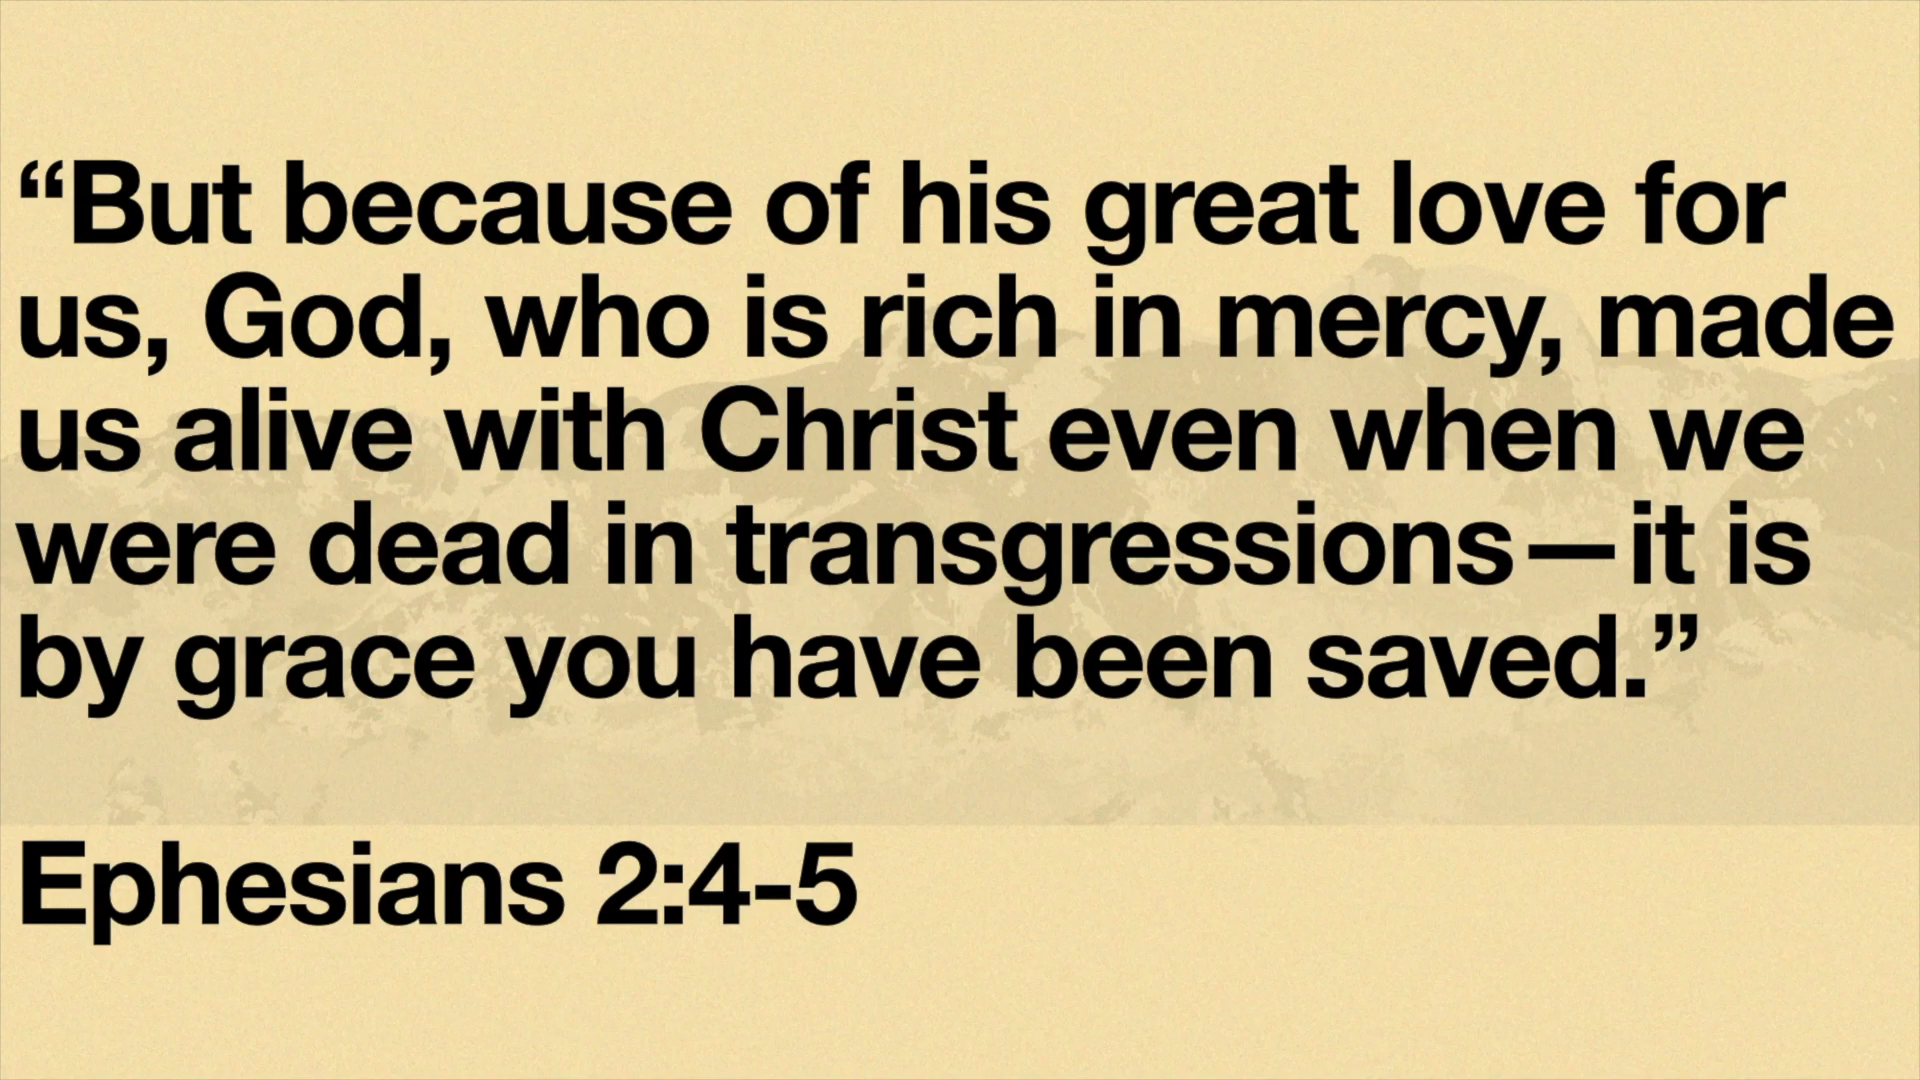 “But because of his great love for
us, God, who is rich in mercy, made
us alive with Christ even when we
were dead in transgressions—it is
by grace you have been saved.”
Ephesians 2:4-5